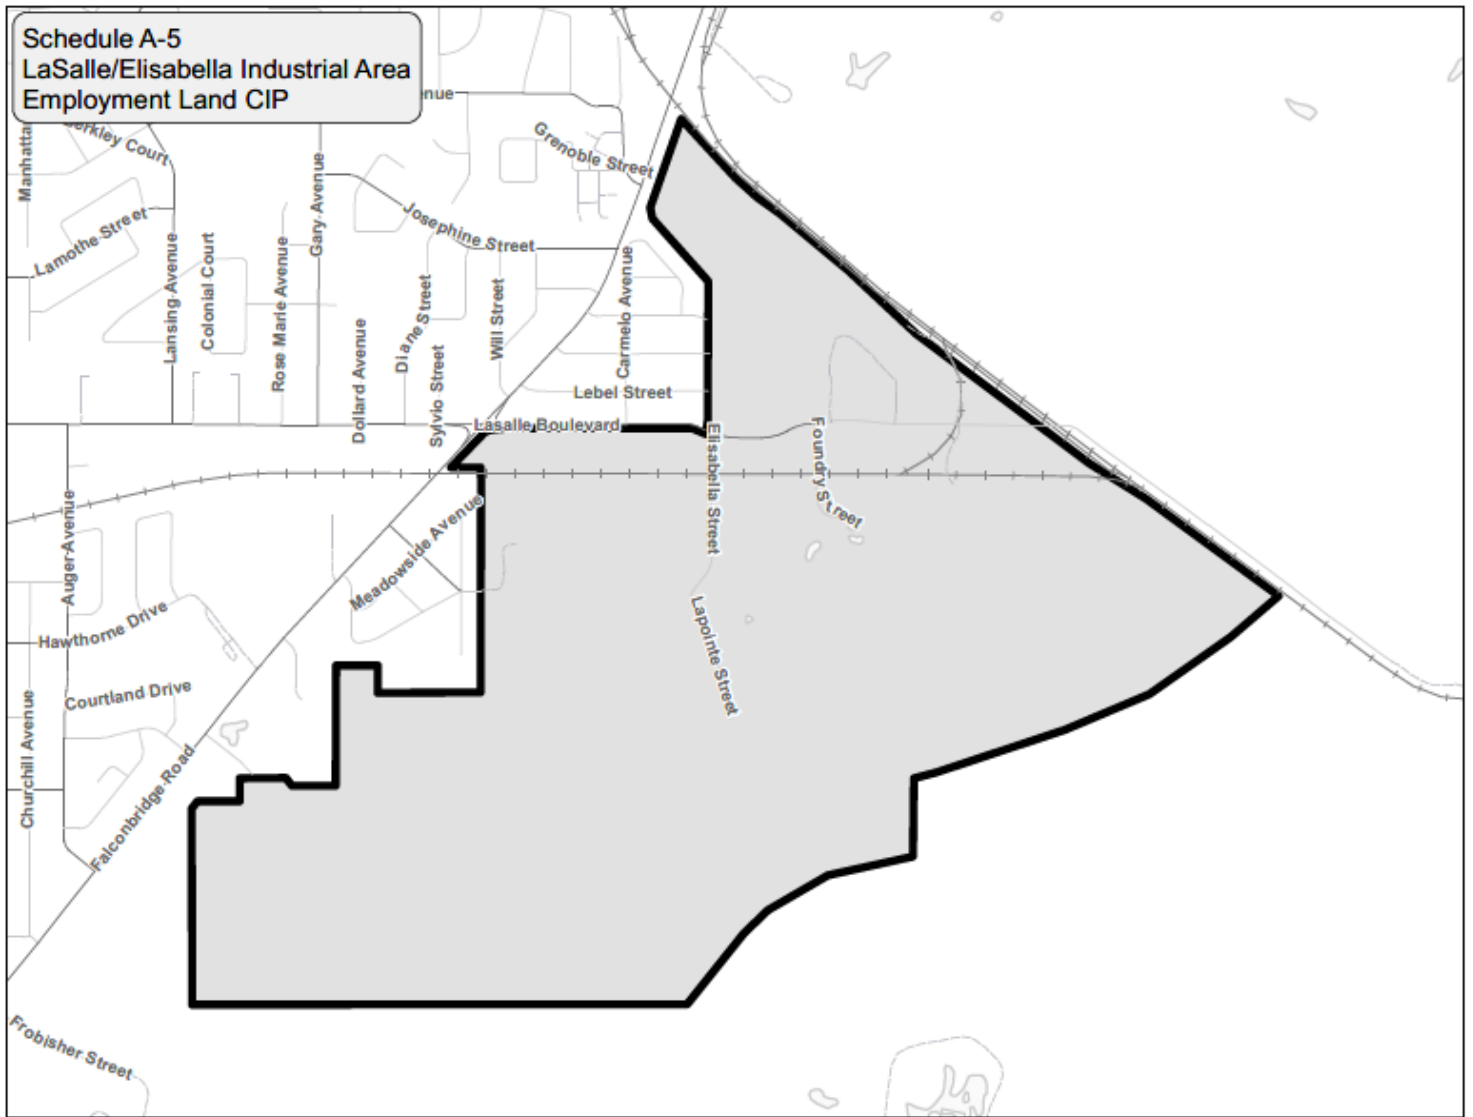 Schedule A-5
LaSalle/Elisabella Industrial Area
Employment Land CIP
enue
Berkley Court
Manhatta
Grenoble Street
Lamothe Street
Lansing Avenue
Colonial Court
Rose Marie Avenue
Gary Avenue
Josephine Street
Dollard Avenue
Diane Street
Sylvio Street
Will Street
Carmelo Avenue
Lebel Street
Lasalle Boulevard
Elisabella Street
Foundry Street
Auger Avenue
Meadowside Avenue
Hawthorne Drive
Lapointe Street
Courtland Drive
Churchill Avenue
Falconbridge Road
Frobisher Street